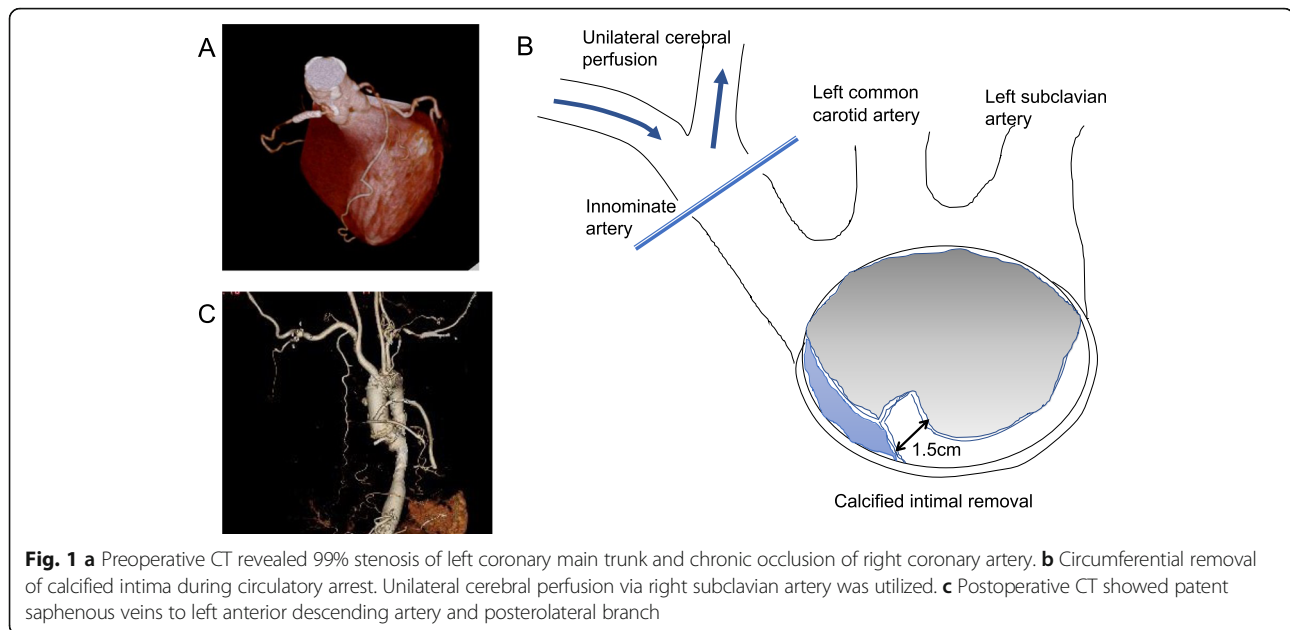 A
B
Unilateral cerebral
perfusion
Left common
carotid artery
Left subclavian
artery
Innominate
artery
C
1.5cm
Calcified intimal removal
Fig. 1 a Preoperative CT revealed 99% stenosis of left coronary main trunk and chronic occlusion of right coronary artery. b Circumferential removal
of calcified intima during circulatory arrest. Unilateral cerebral perfusion via right subclavian artery was utilized. c Postoperative CT showed patent
saphenous veins to left anterior descending artery and posterolateral branch